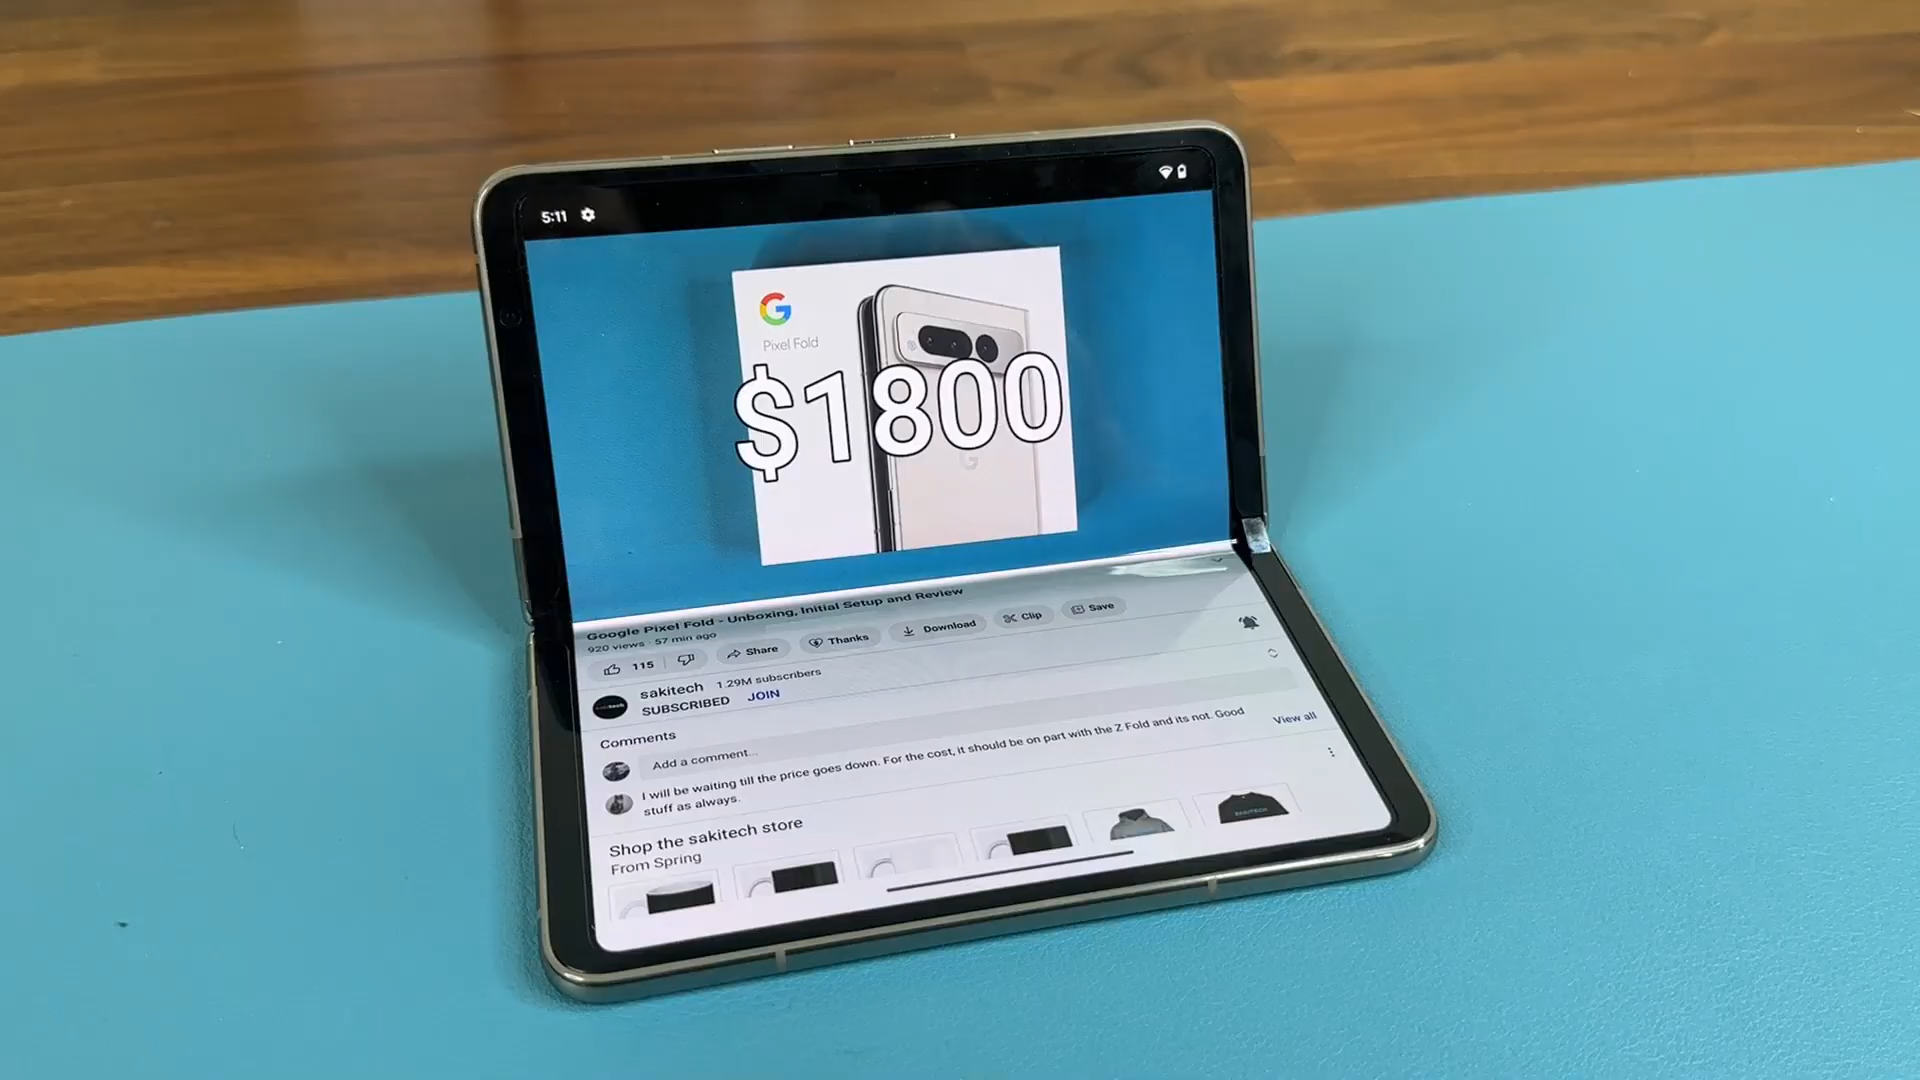 5:11
G
Pixel Fold
$1800
Google Pixel Fold - Unboxing, Initial Setup and Review
920 views · 57 min ago
115
Share
Thanks
Download
Clip
Save
sakitech 1.29M subscribers
SUBSCRIBED JOIN
Comments
View all
Add a comment...
I will be waiting till the price goes down. For the cost, it should be on part with the Z Fold and its not. Good
stuff as always.
Shop the sakitech store
From Spring